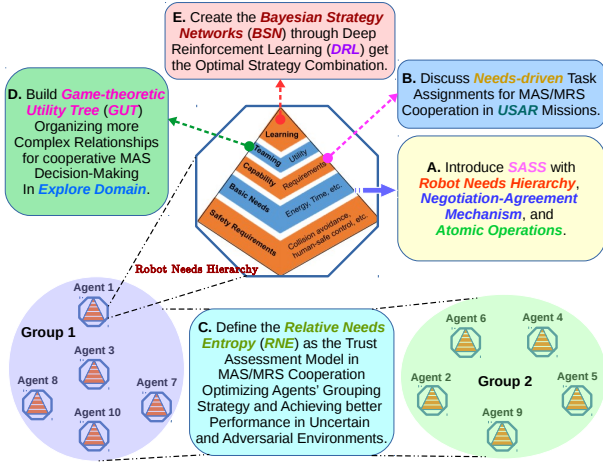 E. Create the Bayesian Strategy
Networks (BSN) through Deep
Reinforcement Learning (DRL) get
the Optimal Strategy Combination.
D. Build Game-theoretic
Utility Tree (GUT)
Organizing more
Complex Relationships
for cooperative MAS
Decision-Making
In Explore Domain.
B. Discuss Needs-driven Task
Assignments for MAS/MRS
Cooperation in USAR Missions.
A. Introduce SASS with
Robot Needs Hierarchy,
Negotiation-Agreement
Mechanism, and
Atomic Operations.
Learning
Teaming
Utility
Capability
Requirements
Basic Needs
Energy, Time, etc.
Safety Requirements
Collision avoidance,
human-safe control, etc.
Robot Needs Hierarchy
Agent 1
Group 1
Agent 3
Agent 8
Agent 7
Agent 10
C. Define the Relative Needs
Entropy (RNE) as the Trust
Assessment Model in
MAS/MRS Cooperation
Optimizing Agents' Grouping
Strategy and Achieving better
Performance in Uncertain
and Adversarial Environments.
Agent 6
Agent 4
Group 2
Agent 2
Agent 5
Agent 9